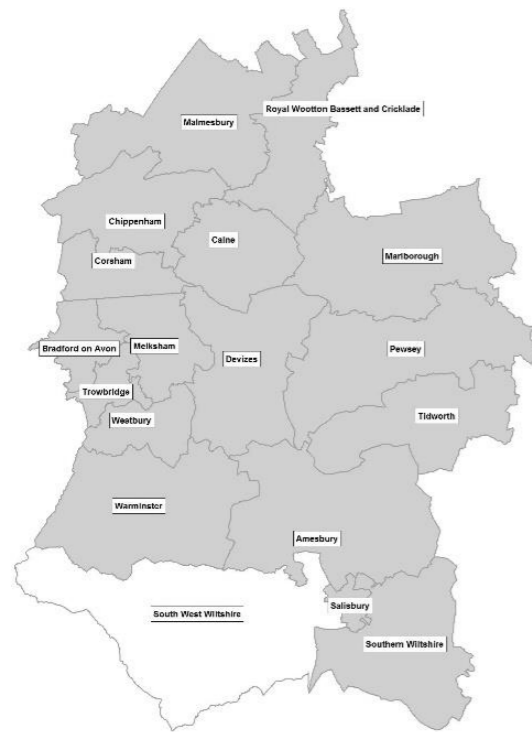 Royal Wootton Bassett and Cricklade
Malmesbury
Chippenham
Calne
Corsham
Marlborough
Bradford on Avon
Melksham
Devizes
Pewsey
Trowbridge
Westbury
Tidworth
Warminster
Amesbury
Salisbury
South West Wiltshire
Southern Wiltshire